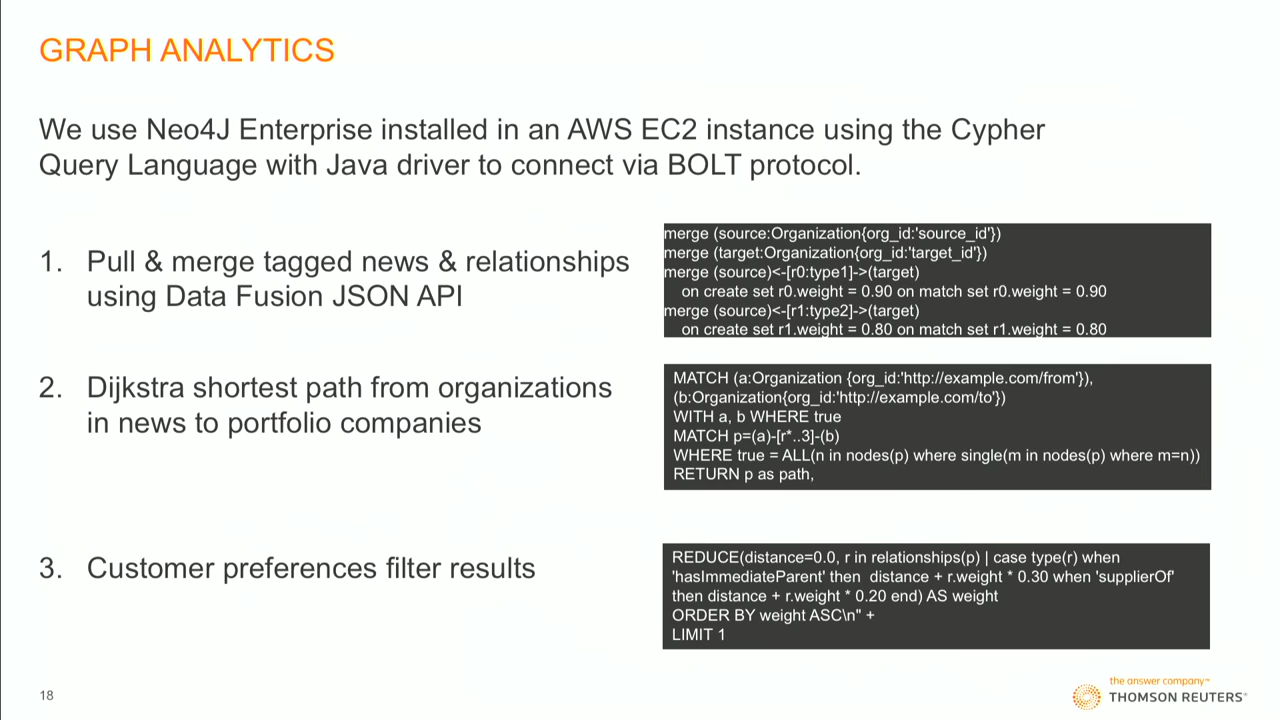 GRAPH ANALYTICS
We use Neo4J Enterprise installed in an AWS EC2 instance using the Cypher
Query Language with Java driver to connect via BOLT protocol.
1. Pull & merge tagged news & relationships
using Data Fusion JSON API
merge (source:Organization{org_id:'source_id'})
merge (target:Organization{org_id:'target_id'})
merge (source)<-[r0:type1]->(target)
on create set r0.weight = 0.90 on match set r0.weight = 0.90
merge (source)<-[r1:type2]->(target)
on create set r1.weight = 0.80 on match set r1.weight = 0.80
2. Dijkstra shortest path from organizations
in news to portfolio companies
MATCH (a:Organization {org_id:'http://example.com/from'}),
(b:Organization{org_id:'http://example.com/to'})
WITH a, b WHERE true
MATCH p=(a)-[r*..3]-(b)
WHERE true = ALL(n in nodes(p) where single(m in nodes(p) where m=n))
RETURN p as path,
3. Customer preferences filter results
REDUCE(distance=0.0, r in relationships(p) | case type(r) when
'hasImmediateParent' then distance + r.weight * 0.30 when 'supplierOf'
then distance + r.weight * 0.20 end) AS weight
ORDER BY weight ASC\n" +
LIMIT 1
18
the answer company™
THOMSON REUTERS®